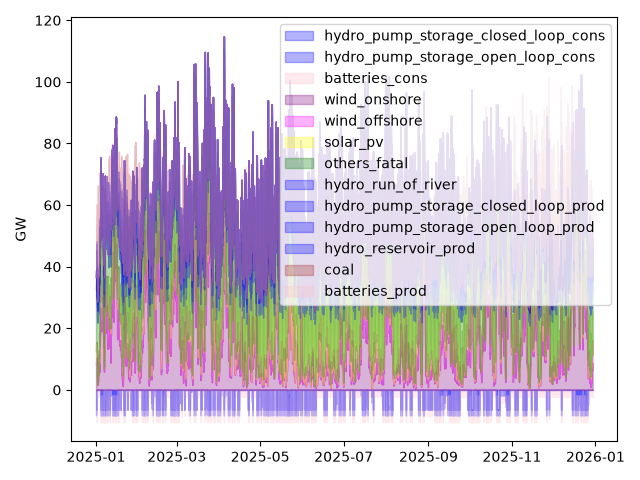 120
100
80
60
40
20
0
GW
hydro_pump_storage_closed_loop_cons
hydro_pump_storage_open_loop_cons
batteries_cons
wind_onshore
wind_offshore
solar_pv
others_fatal
hydro_run_of_river
hydro_pump_storage_closed_loop_prod
hydro_pump_storage_open_loop_prod
hydro_reservoir_prod
coal
batteries_prod
2025-01 2025-03 2025-05 2025-07 2025-09 2025-11 2026-01